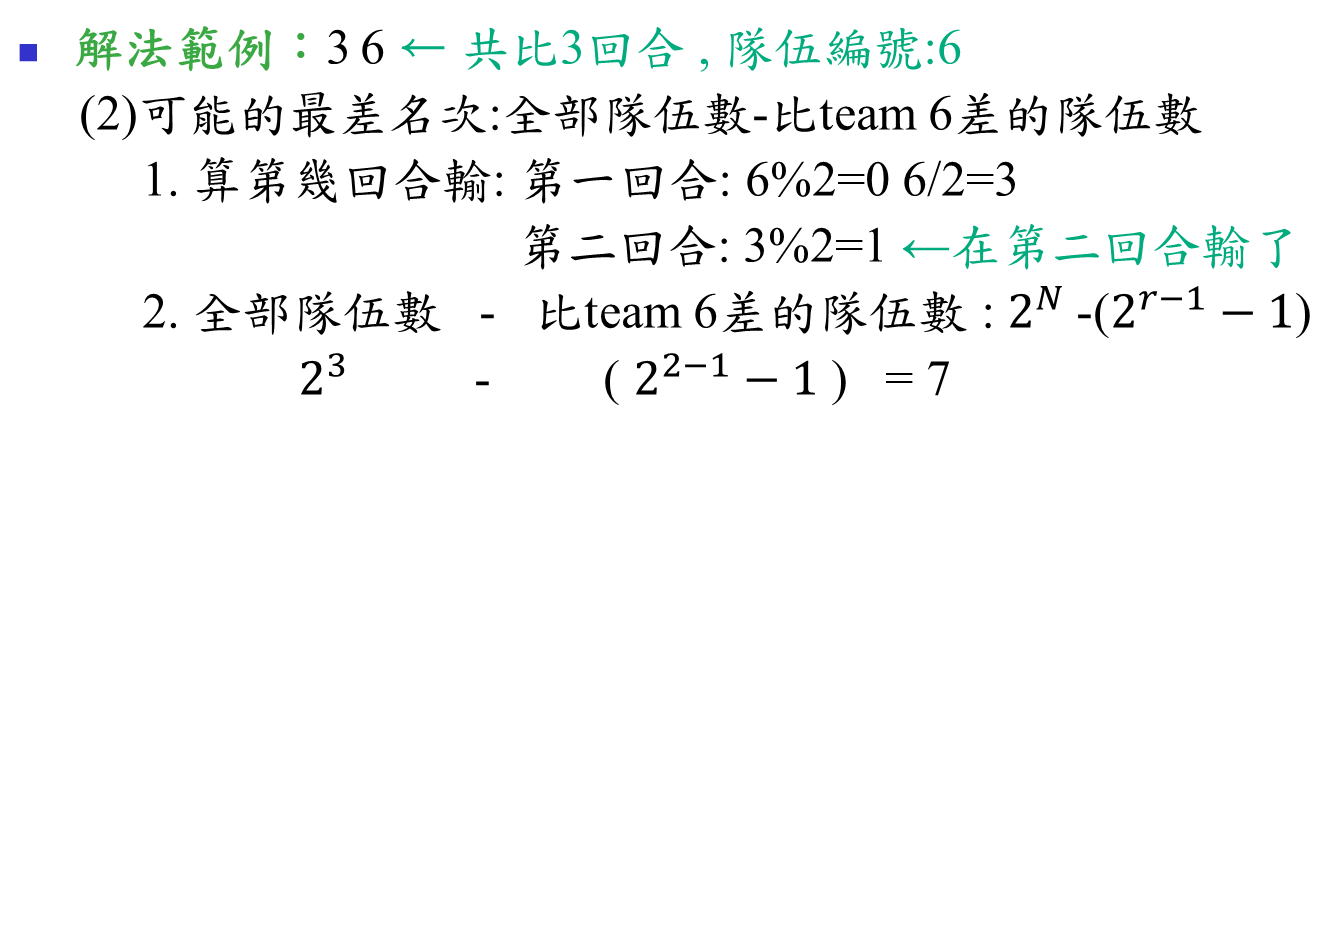 解法範例：3 6 ← 共比3回合 , 隊伍編號:6
(2)可能的最差名次:全部隊伍數-比team 6差的隊伍數
1. 算第幾回合輸: 第一回合: 6%2=0 6/2=3
第二回合: 3%2=1 ←在第二回合輸了
2. 全部隊伍數 - 比team 6差的隊伍數 : 2^N -(2^{r−1} − 1)
2^3 - ( 2^{2−1} − 1 ) = 7